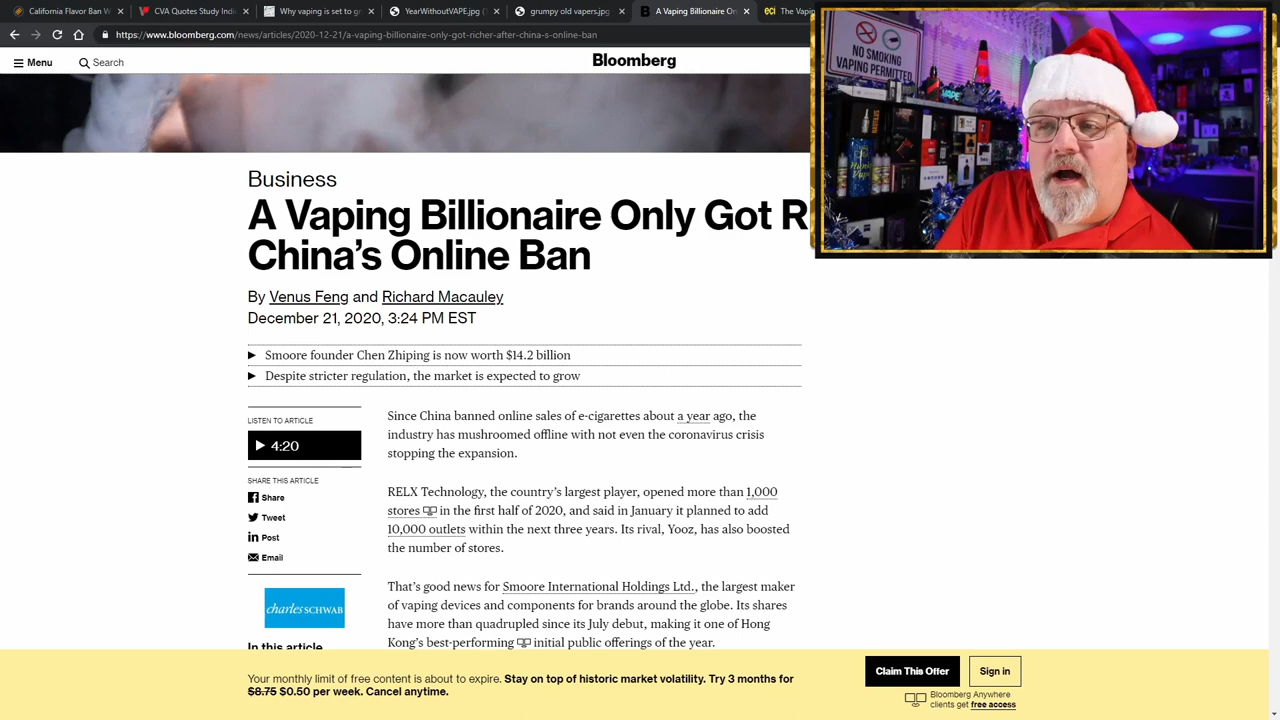 California Flavor Ban W
CVA Quotes Study Indic
Vaping is set to c
YearWithoutVAPE.jpg (
grumpy old vapers.jpg
A Vaping Billionaire Onl
The Vap
www.bloomberg.com/news/articles/2020-12-21/a-vaping-billionaire-only-got-richer-after-china-s-online-ban
Menu
Search
Bloomberg
NO SMOKING
VAPING PERMITTED
VAPE
Business
A Vaping Billionaire Only Got R
China's Online Ban
By Venus Feng and Richard Macauley
December 21, 2020, 3:24 PM EST
Smoore founder Chen Zhiping is now worth $14.2 billion
Despite stricter regulation, the market is expected to grow
LISTEN TO ARTICLE
4:20
SHARE THIS ARTICLE
Share
Tweet
Post
Email
charles SCHWAB
In this article
Since China banned online sales of e-cigarettes about a year ago, the
industry has mushroomed offline with not even the coronavirus crisis
stopping the expansion.
RELX Technology, the country's largest player, opened more than 1,000
stores in the first half of 2020, and said in January it planned to add
10,000 outlets within the next three years. Its rival, Yooz, has also boosted
the number of stores.
That's good news for Smoore International Holdings Ltd., the largest maker
of vaping devices and components for brands around the globe. Its shares
have more than quadrupled since its July debut, making it one of Hong
Kong's best-performing initial public offerings of the year.
Your monthly limit of free content is about to expire. Stay on top of historic market volatility. Try 3 months for
$8.75 $0.50 per week. Cancel anytime.
Claim This Offer
Sign in
Bloomberg Anywhere
clients get free access